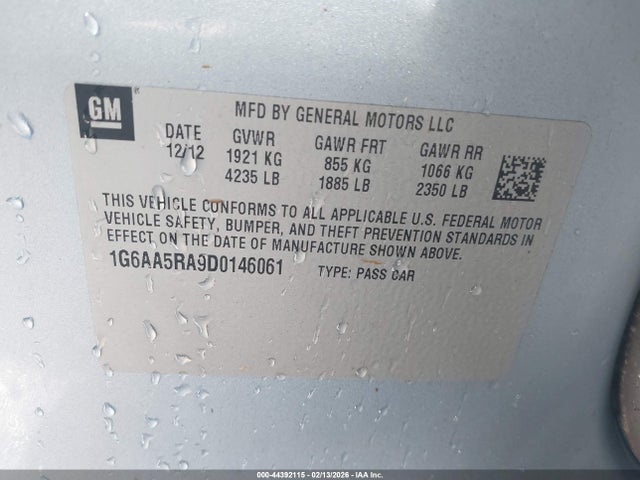 GM
MFD BY GENERAL MOTORS LLC
DATE GVWR GAWR FRT GAWR RR
12/12 1921 KG 855 KG 1066 KG
4235 LB 1885 LB 2350 LB
THIS VEHICLE CONFORMS TO ALL APPLICABLE U.S. FEDERAL MOTOR
VEHICLE SAFETY, BUMPER, AND THEFT PREVENTION STANDARDS IN
EFFECT ON THE DATE OF MANUFACTURE SHOWN ABOVE.
1G6AA5RA9D0146061 TYPE: PASS CAR
000-44392115 - 02/13/2026 - IAA Inc.